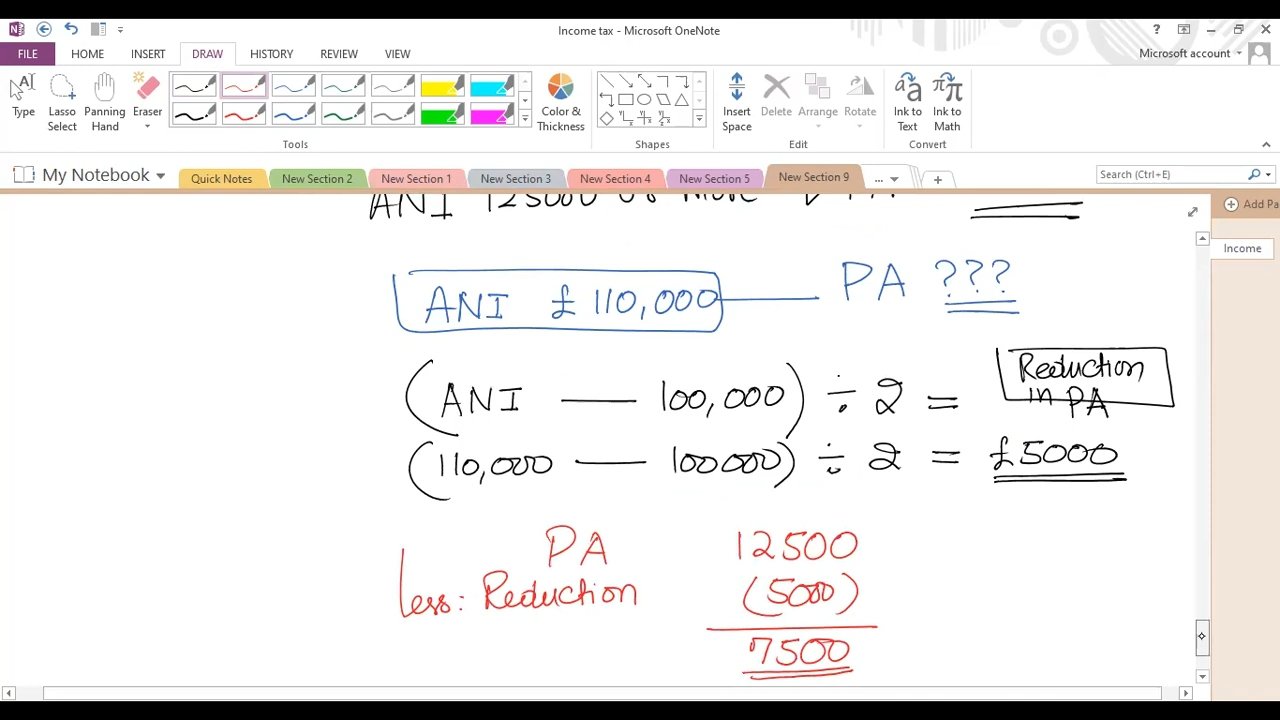 Income tax - Microsoft OneNote
FILE HOME INSERT DRAW HISTORY REVIEW VIEW
Microsoft account
Type
Lasso Select
Panning Hand
Eraser
Color & Thickness
Insert Space
Delete
Arrange
Rotate
Ink to Text
Ink to Math
Tools
Shapes
Edit
Convert
My Notebook
Quick Notes
New Section 2
New Section 1
New Section 3
New Section 4
New Section 5
New Section 9
...
Search (Ctrl+E)
Add Pa
Income
ANI 125000 or more
ANI £110,000 PA ???
(ANI — 100,000) ÷ 2 = Reduction in PA
(110,000 — 100000) ÷ 2 = £5000
PA 12500
Less: Reduction (5000)
7500